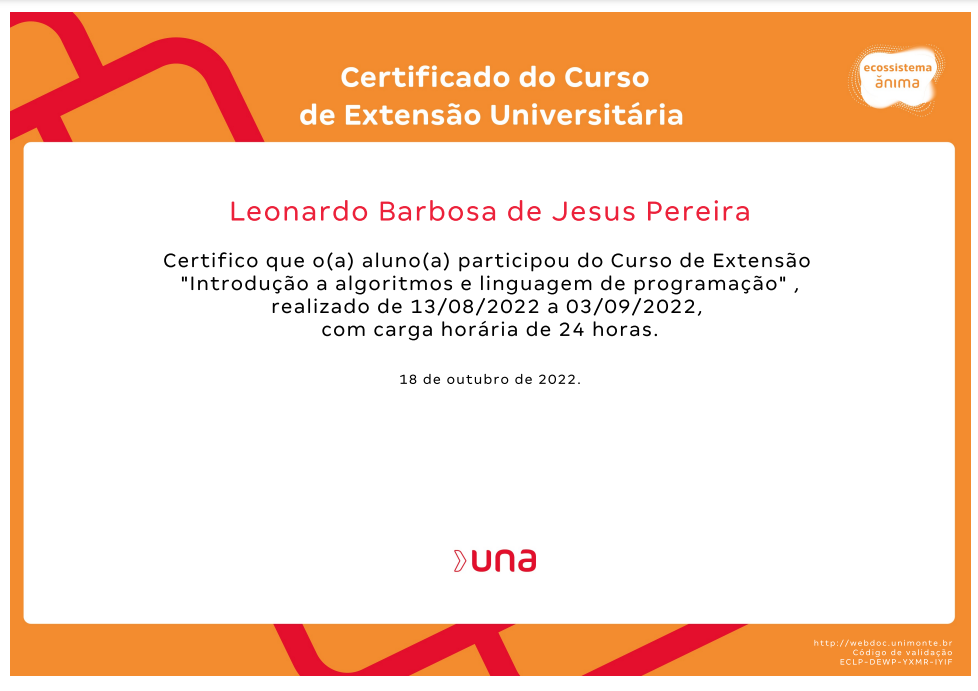 Certificado do Curso
de Extensão Universitária
ecossistema
ănıma
Leonardo Barbosa de Jesus Pereira
Certifico que o(a) aluno(a) participou do Curso de Extensão
"Introdução a algoritmos e linguagem de programação" ,
realizado de 13/08/2022 a 03/09/2022,
com carga horária de 24 horas.
18 de outubro de 2022.
una
http://webdoc.unimonte.br
Código de validação
ECLP-DEWP-YXMR-IYIF